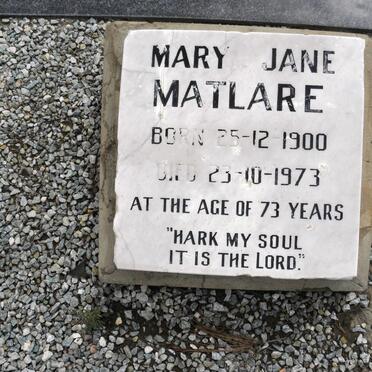 MARY JANE
MATLARE
BORN 25-12-1900
DIED 23-10-1973
AT THE AGE OF 73 YEARS
"HARK MY SOUL
IT IS THE LORD."